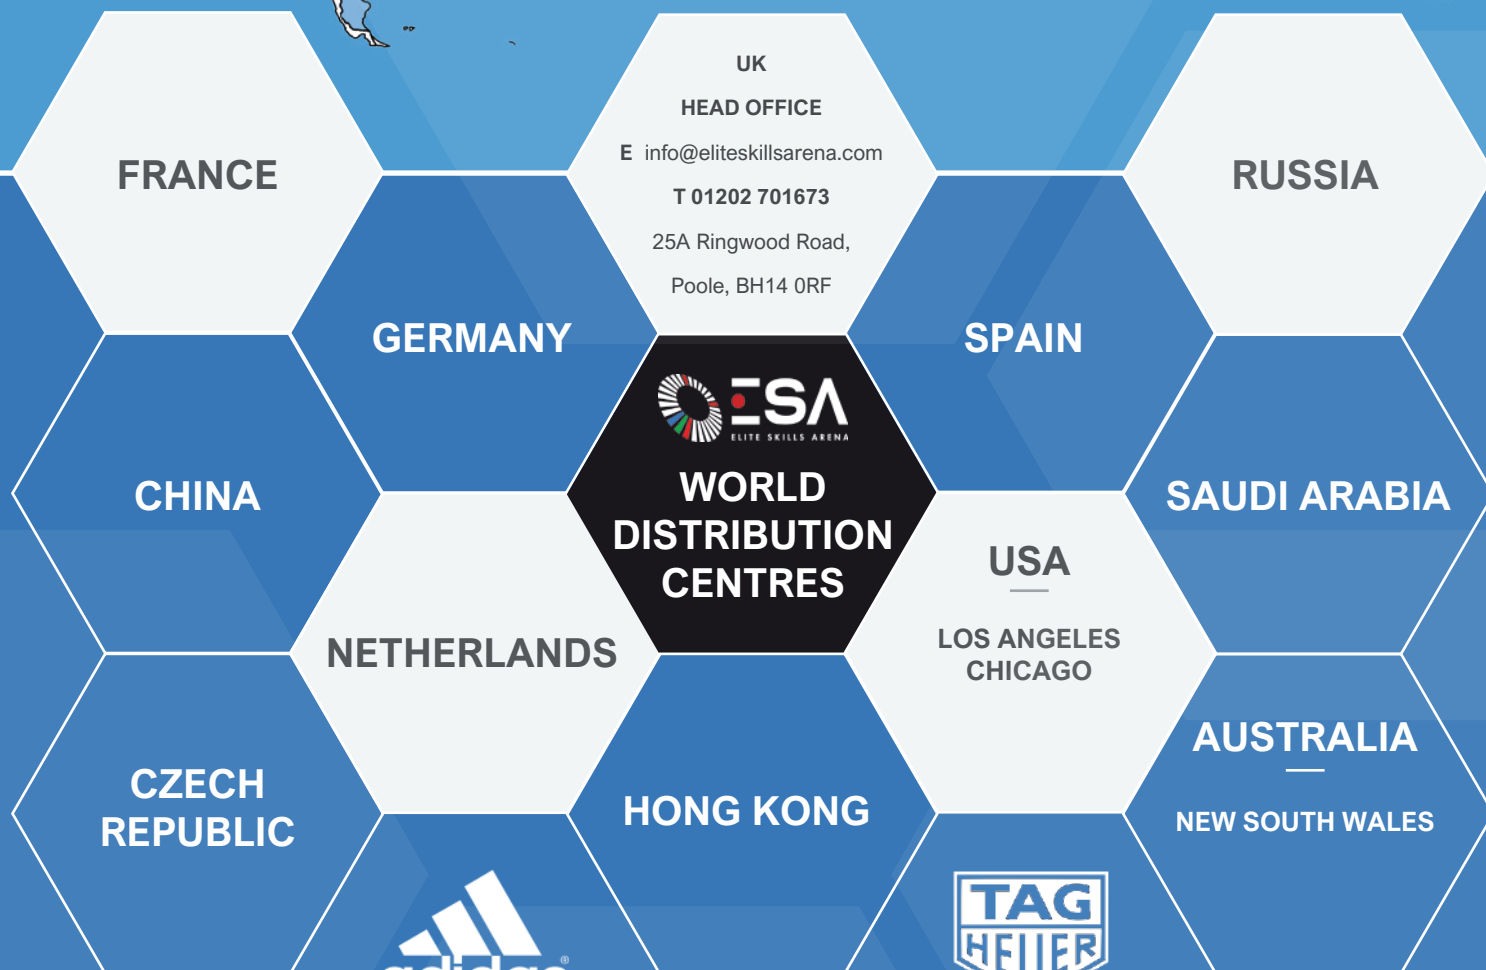 UK
HEAD OFFICE
E info@eliteskillsarena.com
T 01202 701673
25A Ringwood Road,
Poole, BH14 0RF
FRANCE
RUSSIA
GERMANY
SPAIN
ESA
ELITE SKILLS ARENA
WORLD
DISTRIBUTION
CENTRES
CHINA
SAUDI ARABIA
USA
LOS ANGELES
CHICAGO
NETHERLANDS
AUSTRALIA
NEW SOUTH WALES
CZECH
REPUBLIC
HONG KONG
adidas
®
TAG
HEUER